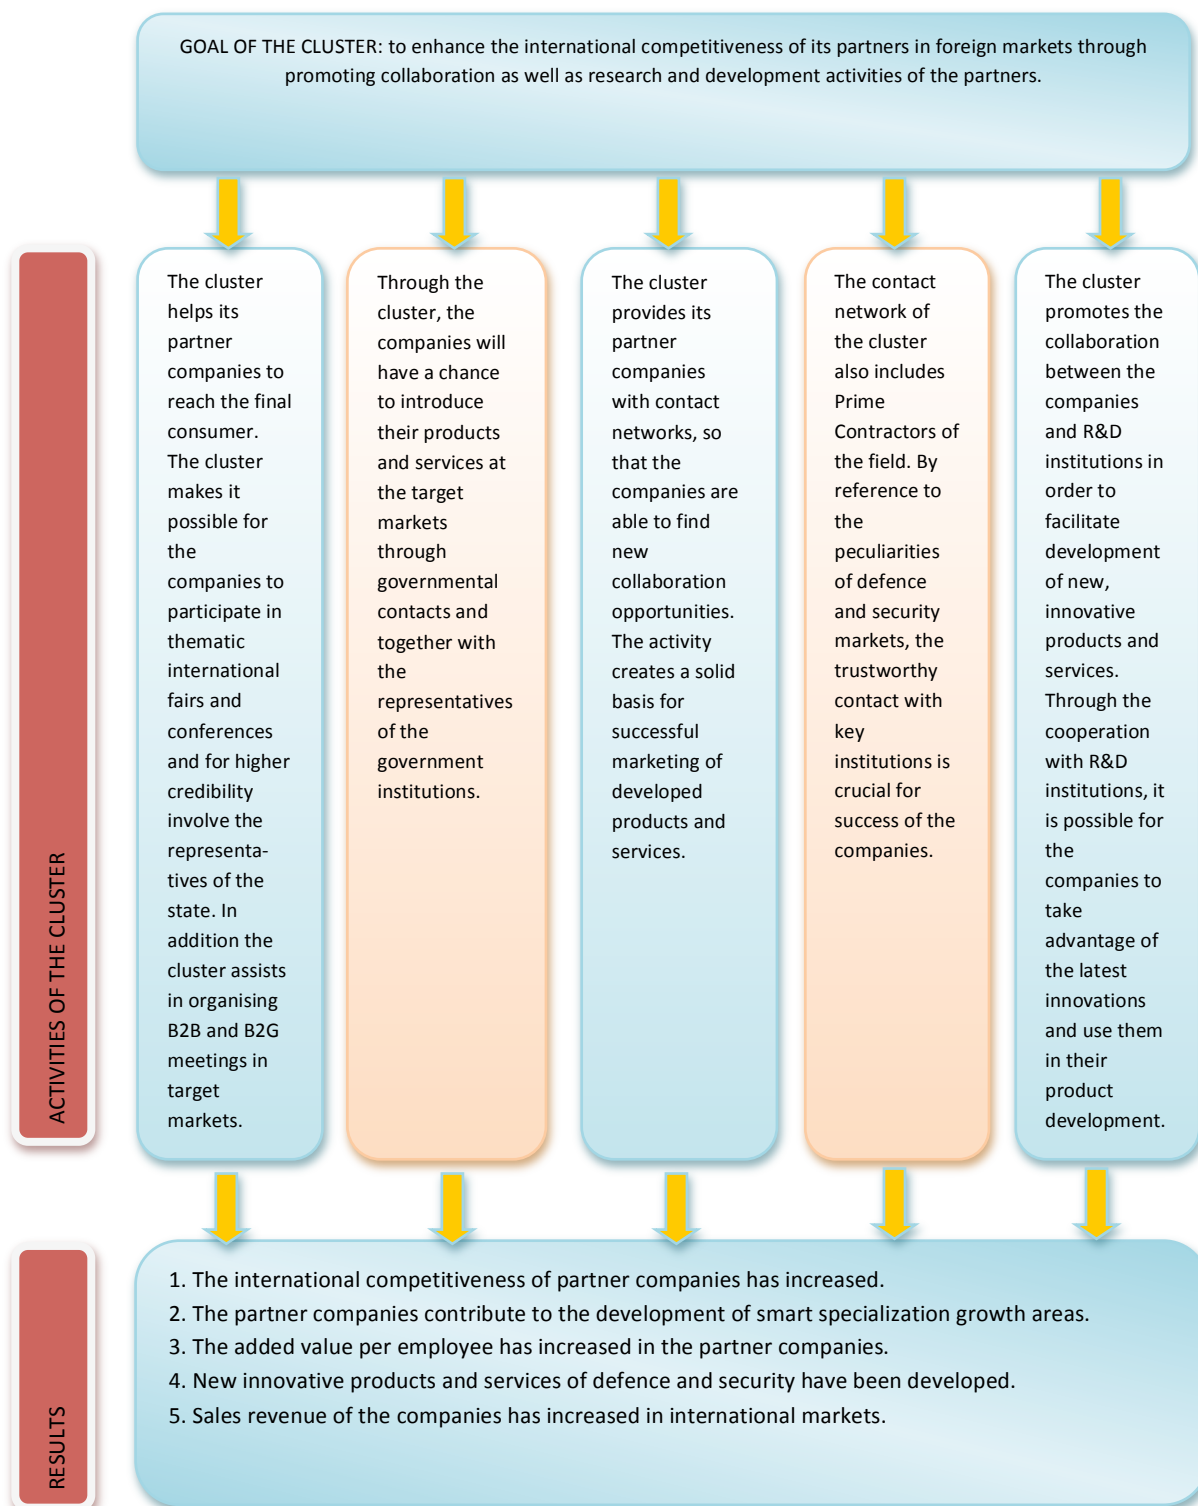 GOAL OF THE CLUSTER: to enhance the international competitiveness of its partners in foreign markets through
promoting collaboration as well as research and development activities of the partners.
ACTIVITIES OF THE CLUSTER
The cluster
helps its
partner
companies to
reach the final
consumer.
The cluster
makes it
possible for
the
companies to
participate in
thematic
international
fairs and
conferences
and for higher
credibility
involve the
representa-
tives of the
state. In
addition the
cluster assists
in organising
B2B and B2G
meetings in
target
markets.
Through the
cluster, the
companies will
have a chance
to introduce
their products
and services at
the target
markets
through
governmental
contacts and
together with
the
representatives
of the
government
institutions.
The cluster
provides its
partner
companies
with contact
networks, so
that the
companies are
able to find
new
collaboration
opportunities.
The activity
creates a solid
basis for
successful
marketing of
developed
products and
services.
The contact
network of
the cluster
also includes
Prime
Contractors of
the field. By
reference to
the
peculiarities
of defence
and security
markets, the
trustworthy
contact with
key
institutions is
crucial for
success of the
companies.
The cluster
promotes the
collaboration
between the
companies
and R&D
institutions in
order to
facilitate
development
of new,
innovative
products and
services.
Through the
cooperation
with R&D
institutions, it
is possible for
the
companies to
take
advantage of
the latest
innovations
and use them
in their
product
development.
RESULTS
1. The international competitiveness of partner companies has increased.
2. The partner companies contribute to the development of smart specialization growth areas.
3. The added value per employee has increased in the partner companies.
4. New innovative products and services of defence and security have been developed.
5. Sales revenue of the companies has increased in international markets.